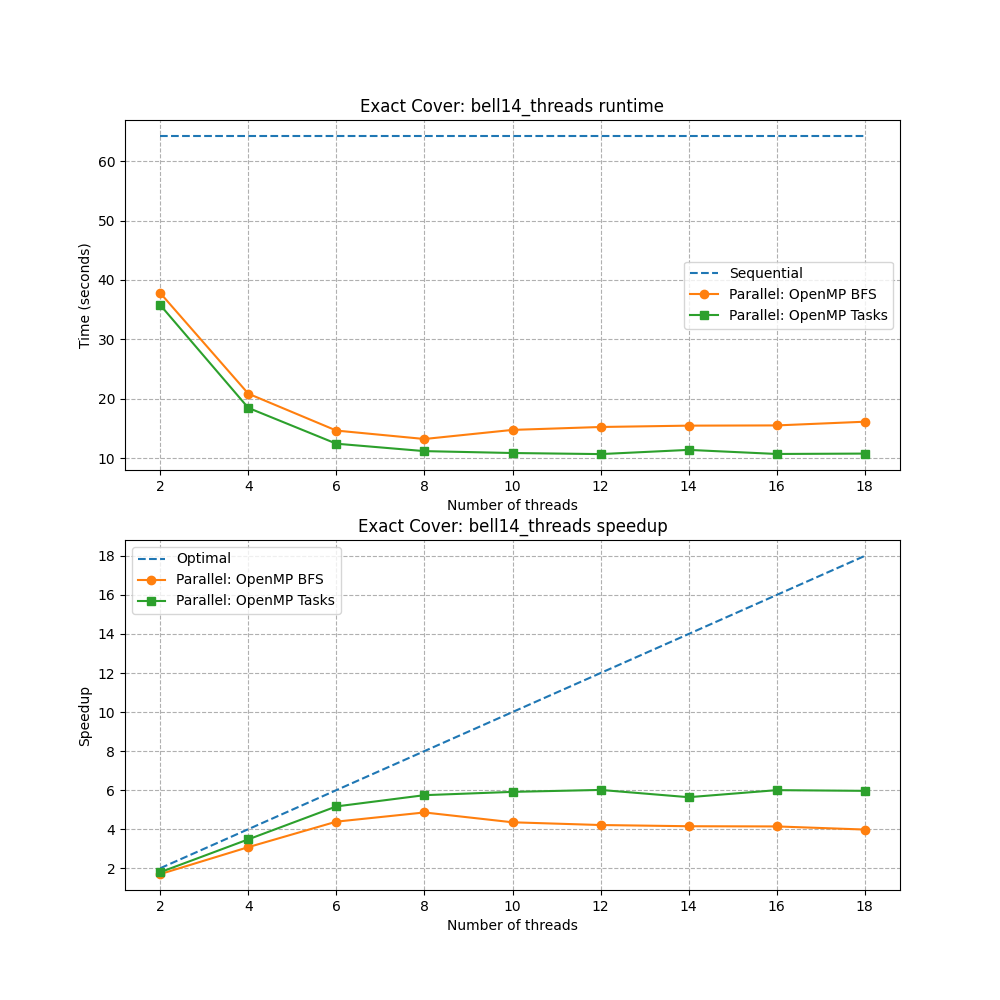 Exact Cover: bell14_threads runtime
Time (seconds)
60
50
40
30
20
10
Sequential
Parallel: OpenMP BFS
Parallel: OpenMP Tasks
2 4 6 8 10 12 14 16 18
Number of threads
Exact Cover: bell14_threads speedup
Speedup
18
16
14
12
10
8
6
4
2
Optimal
Parallel: OpenMP BFS
Parallel: OpenMP Tasks
2 4 6 8 10 12 14 16 18
Number of threads